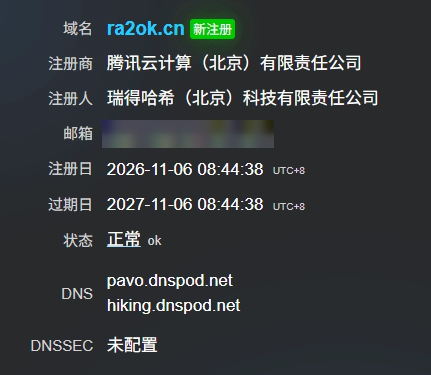 域名 ra2ok.cn 新注册
注册商 腾讯云计算（北京）有限责任公司
注册人 瑞得哈希（北京）科技有限责任公司
邮箱
注册日 2026-11-06 08:44:38 UTC+8
过期日 2027-11-06 08:44:38 UTC+8
状态 正常 ok
DNS pavo.dnspod.net
hiking.dnspod.net
DNSSEC 未配置